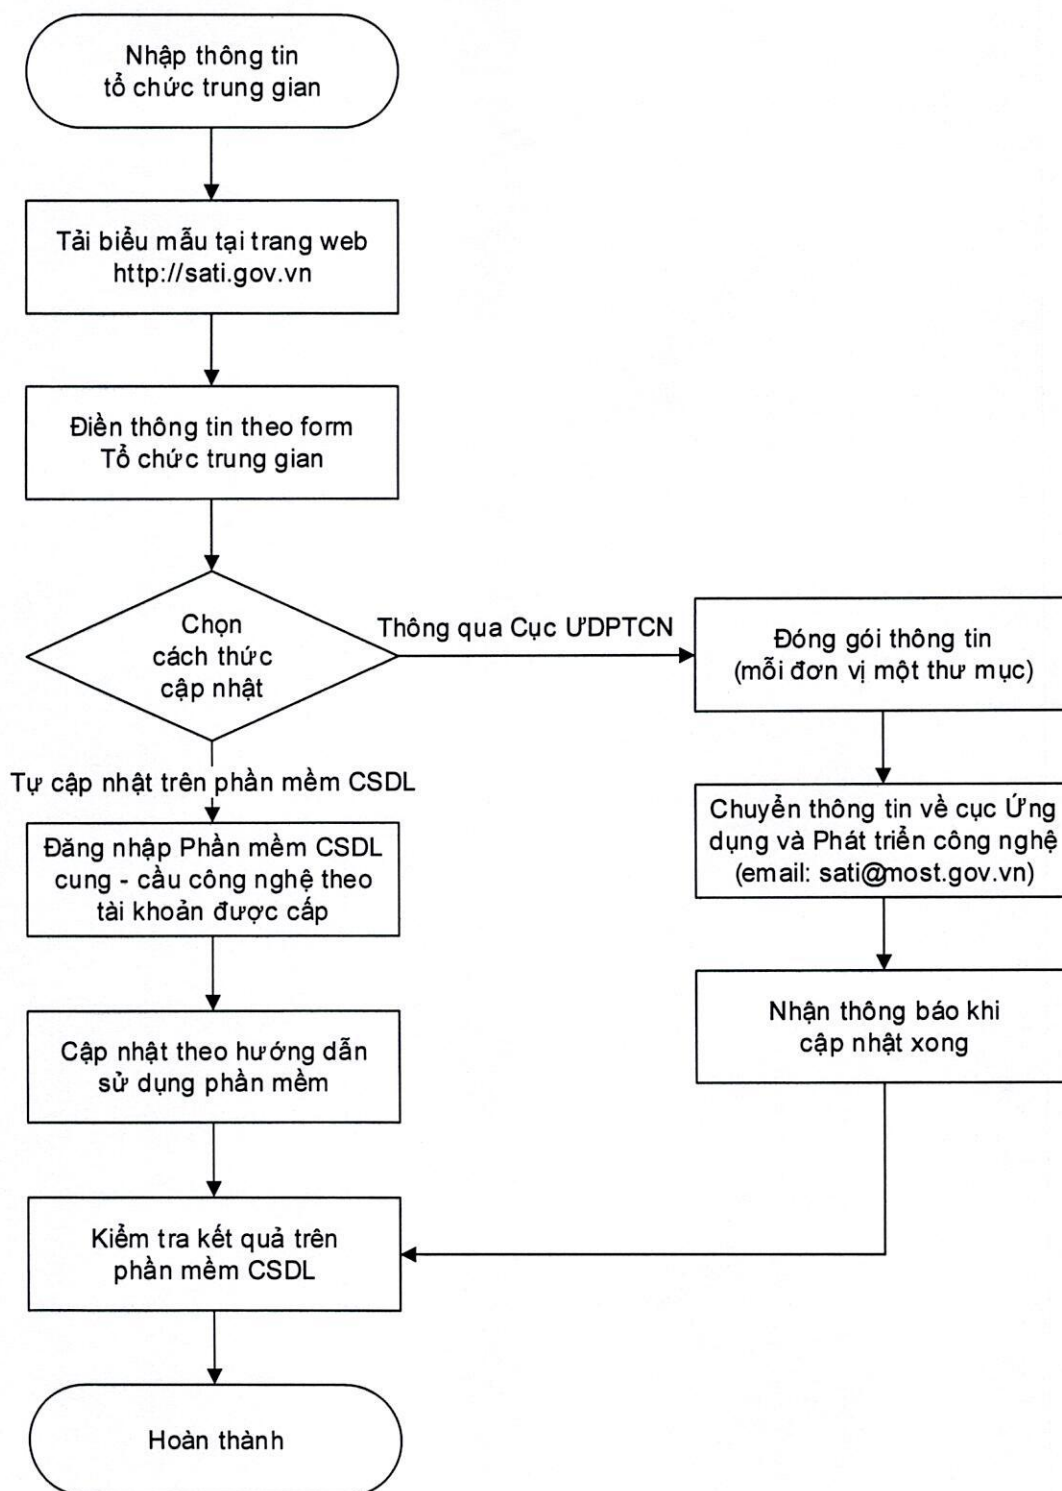 Nhập thông tin
tổ chức trung gian
Tải biểu mẫu tại trang web
http://sati.gov.vn
Điền thông tin theo form
Tổ chức trung gian
Chọn
cách thức
cập nhật
Thông qua Cục ƯDPTCN
Đóng gói thông tin
(mỗi đơn vị một thư mục)
Tự cập nhật trên phần mềm CSDL
Chuyển thông tin về cục Ứng
dụng và Phát triển công nghệ
(email: sati@most.gov.vn)
Đăng nhập Phần mềm CSDL
cung - cầu công nghệ theo
tài khoản được cấp
Nhận thông báo khi
cập nhật xong
Cập nhật theo hướng dẫn
sử dụng phần mềm
Kiểm tra kết quả trên
phần mềm CSDL
Hoàn thành